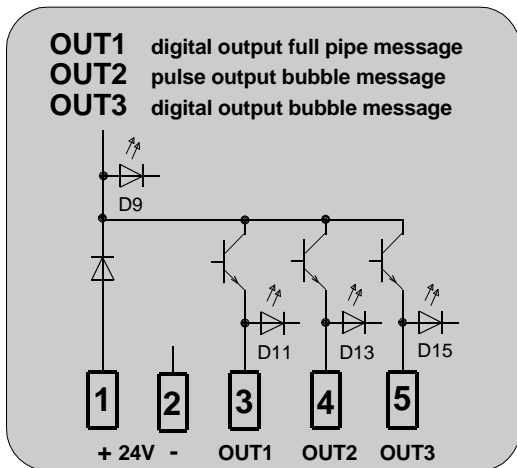 OUT1 digital output full pipe message
OUT2 pulse output bubble message
OUT3 digital output bubble message
D9
D11 D13 D15
1 2 3 4 5
+ 24V - OUT1 OUT2 OUT3